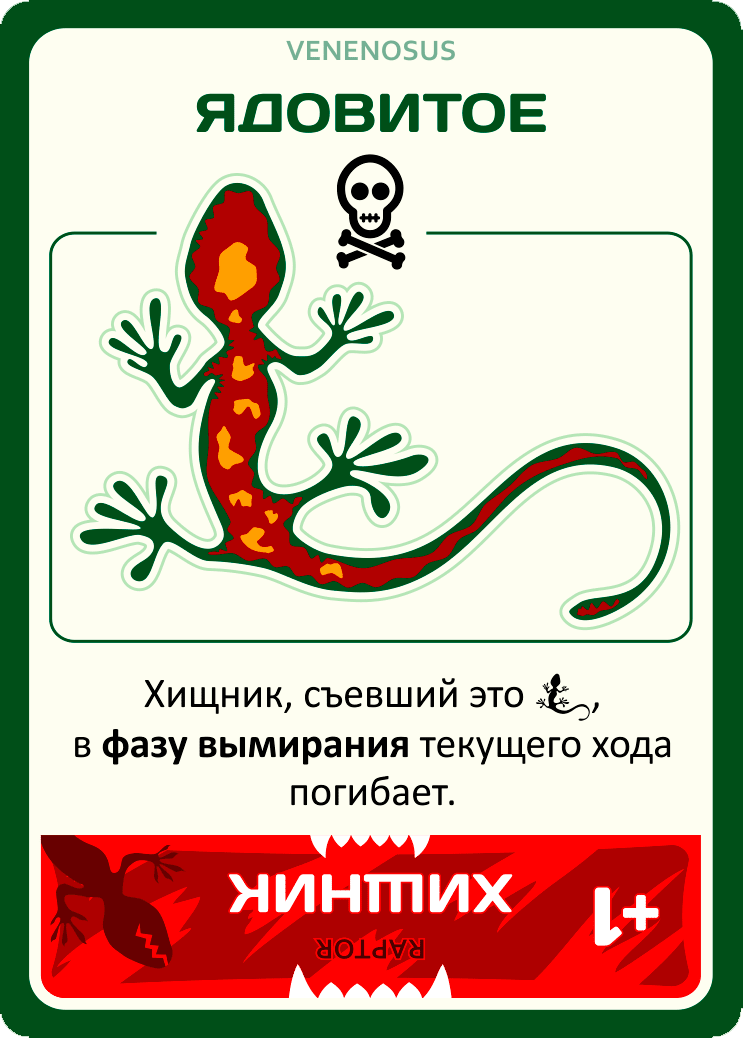 VENENOSUS
ЯДОВИТОЕ
Хищник, съевший это ,
в фазу вымирания текущего хода
погибает.
+1 ХИЩНИК
RAPTOR